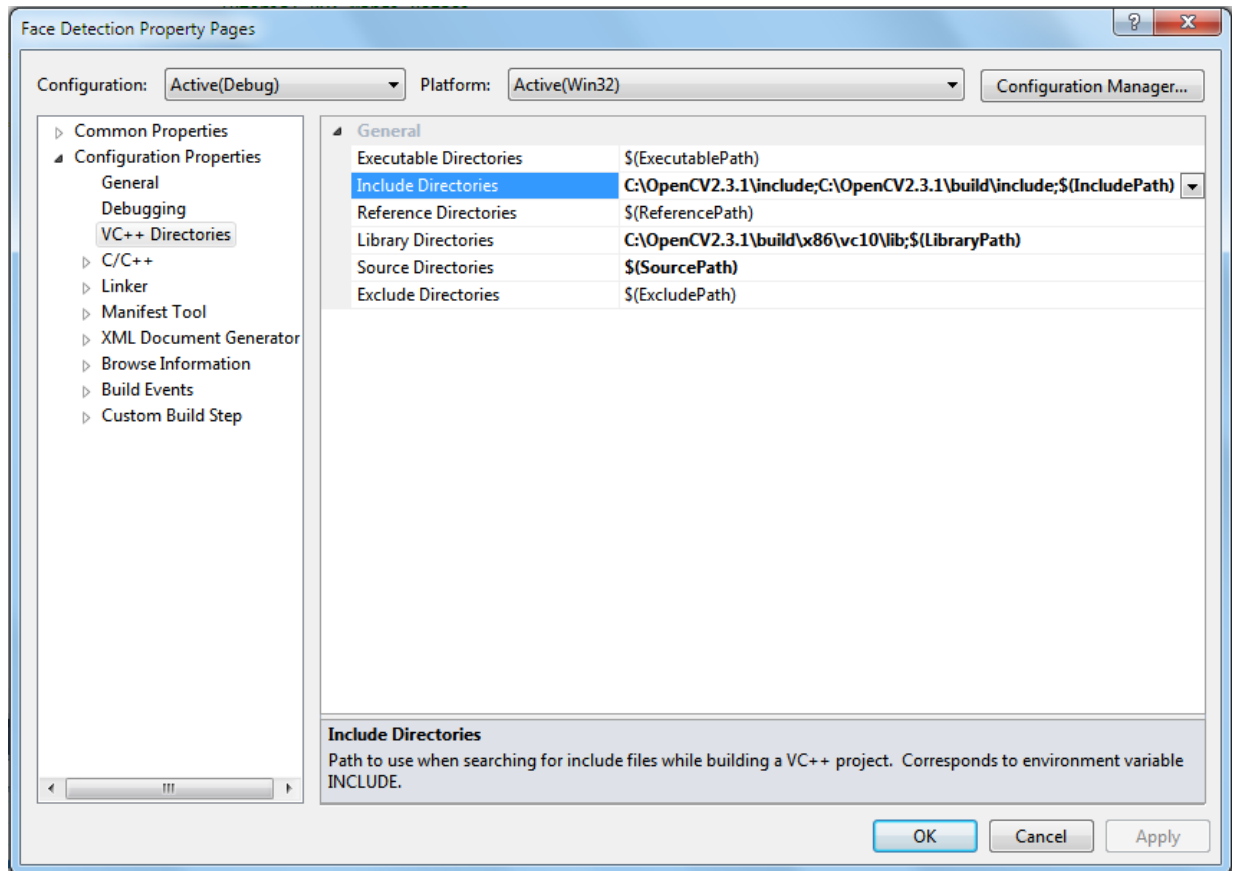 Face Detection Property Pages
Configuration: Active(Debug) Platform: Active(Win32) Configuration Manager...
Common Properties
Configuration Properties
General
Debugging
VC++ Directories
C/C++
Linker
Manifest Tool
XML Document Generator
Browse Information
Build Events
Custom Build Step
General
Executable Directories $(ExecutablePath)
Include Directories C:\OpenCV2.3.1\include;C:\OpenCV2.3.1\build\include;$(IncludePath)
Reference Directories $(ReferencePath)
Library Directories C:\OpenCV2.3.1\build\x86\vc10\lib;$(LibraryPath)
Source Directories $(SourcePath)
Exclude Directories $(ExcludePath)
Include Directories
Path to use when searching for include files while building a VC++ project. Corresponds to environment variable
INCLUDE.
OK Cancel Apply